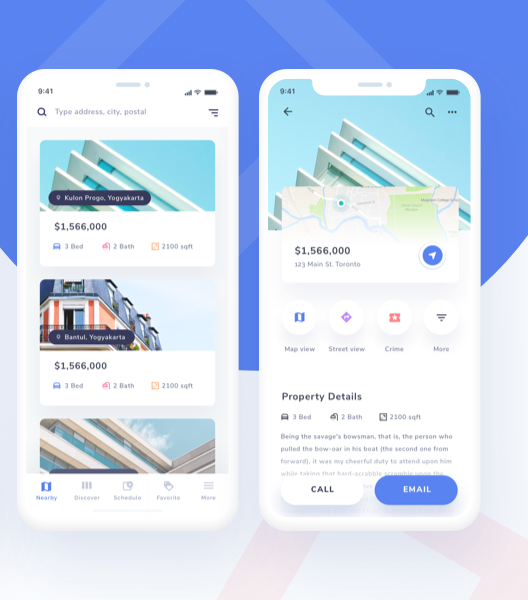 9:41
Type address, city, postal
Kulon Progo, Yogyakarta
$1,566,000
3 Bed
2 Bath
2100 sqft
Bantul, Yogyakarta
$1,566,000
3 Bed
2 Bath
2100 sqft
Nearby
Discover
Schedule
Favorite
More
9:41
$1,566,000
123 Main St. Toronto
Map view
Street view
Crime
More
Property Details
3 Bed
2 Bath
2100 sqft
Being the savage's bowsman, that is, the person who
pulled the bow-oar in his boat (the second one from
forward), it was my cheerful duty to attend upon him
while taking that hard-scrabble scramble upon the
CALL
EMAIL